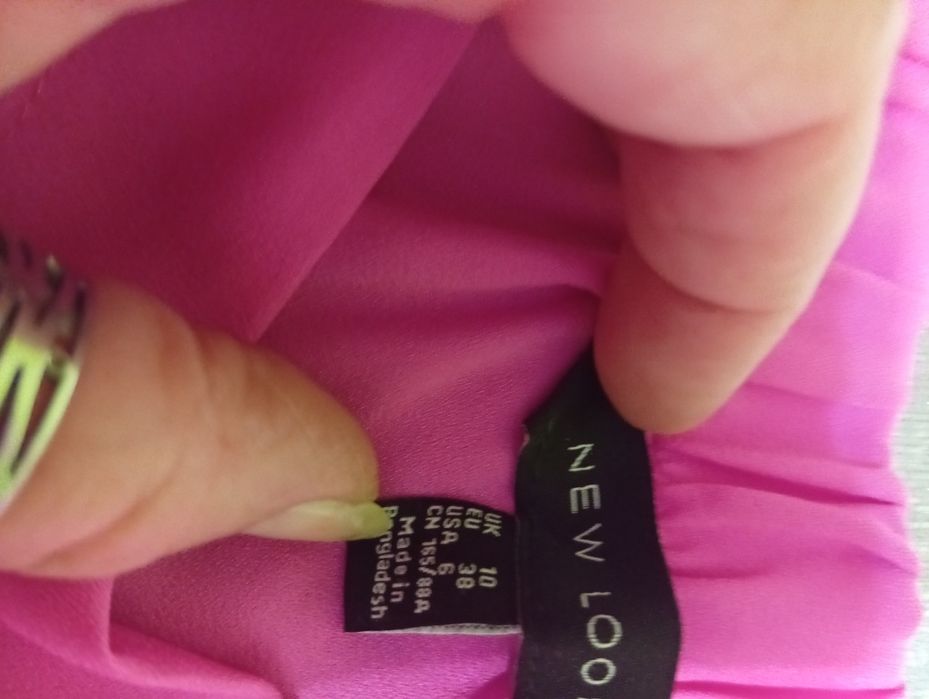 NEW LOO
UK 10
EU 38
USA 6
CN 165/88A
Made in
Bangladesh